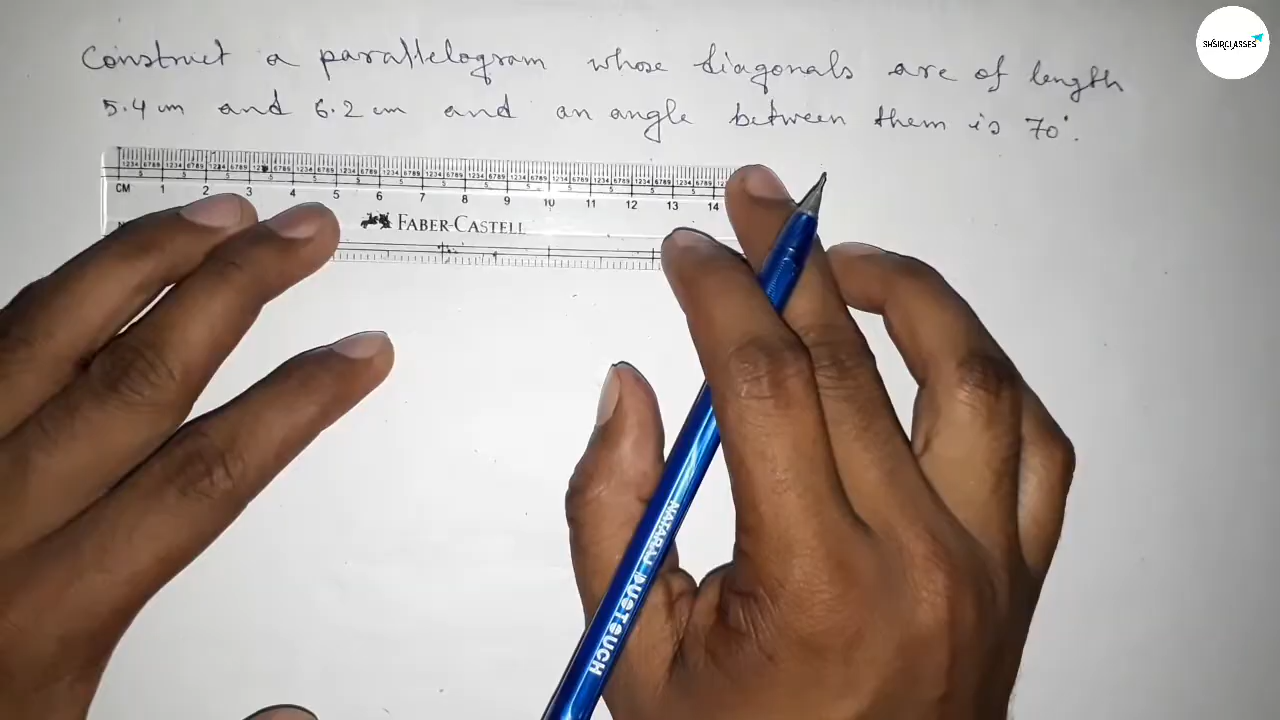 SHSIRCLASSES
Construct a parallelogram whose diagonals are of length
5.4 cm and 6.2 cm and an angle between them is 70°.
CM 1 2 3 4 5 6 7 8 9 10 11 12 13 14
FABER-CASTELL
NATARAJ DUSTOUCH